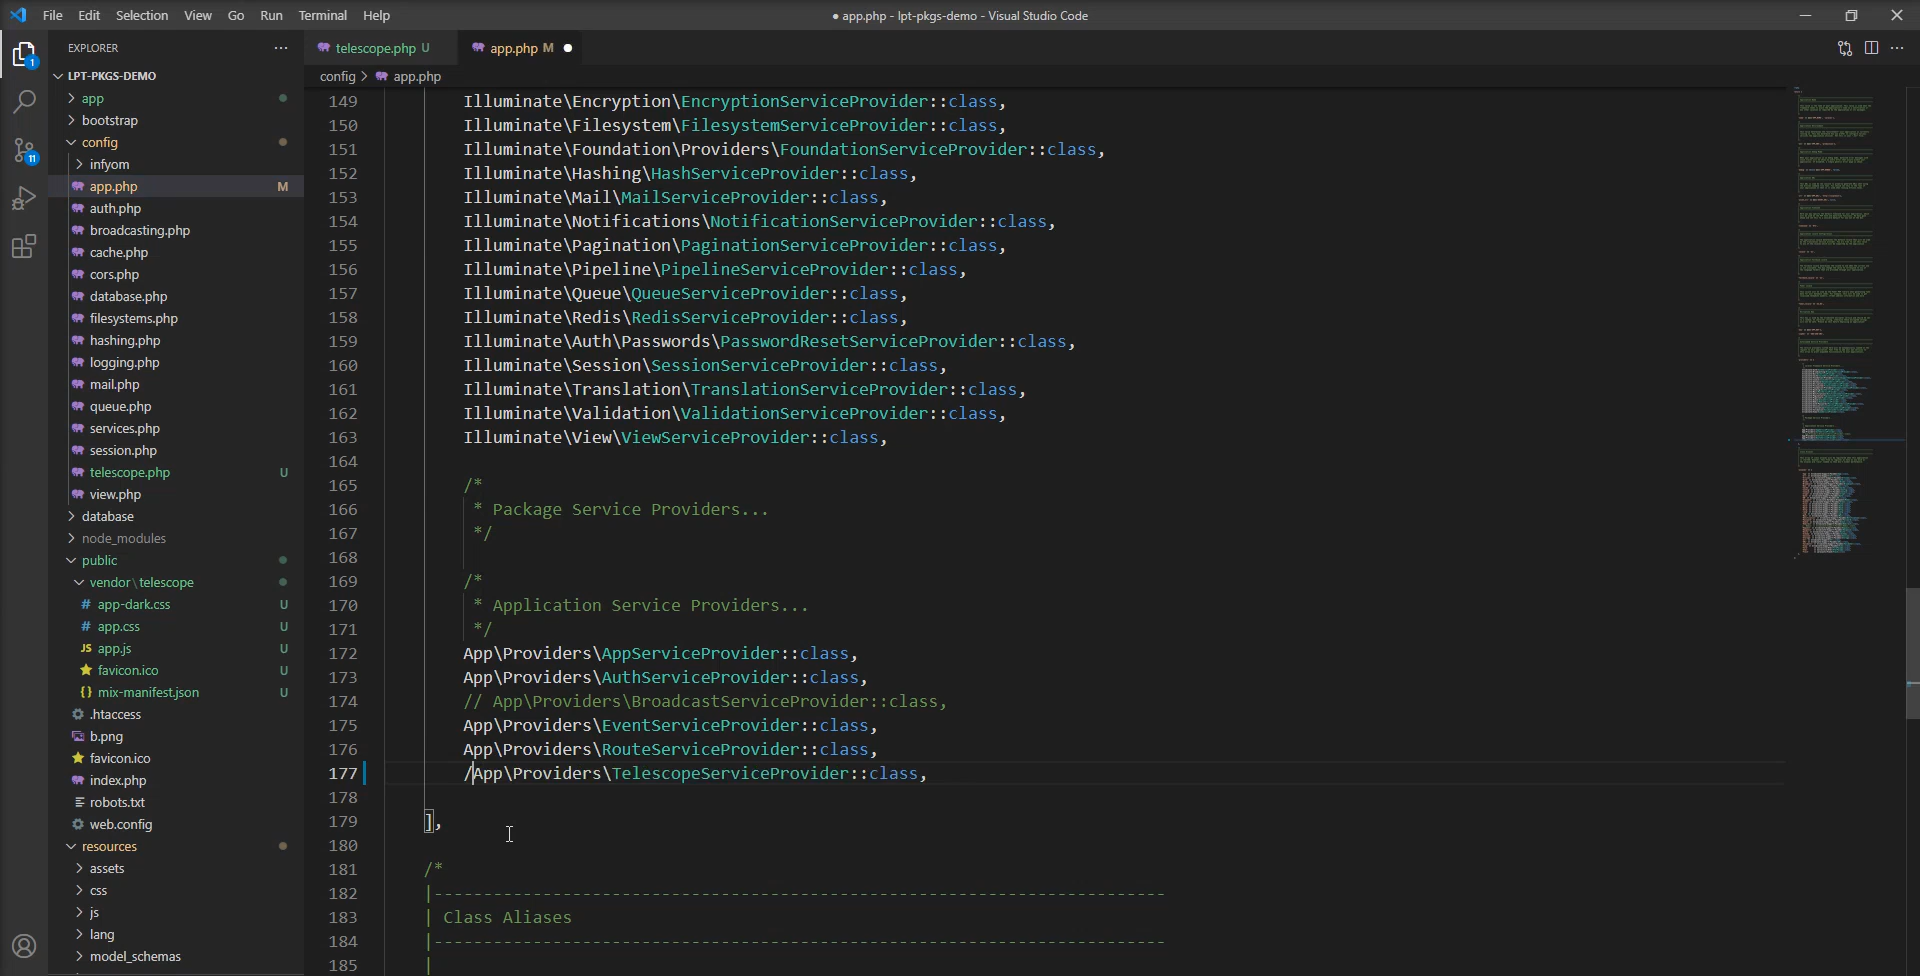 File Edit Selection View Go Run Terminal Help
● app.php - lpt-pkgs-demo - Visual Studio Code
EXPLORER
telescope.php U
app.php M
LPT-PKGS-DEMO
config > app.php
1
11
app
bootstrap
config
infyom
app.php M
auth.php
broadcasting.php
cache.php
cors.php
database.php
filesystems.php
hashing.php
logging.php
mail.php
queue.php
services.php
session.php
telescope.php U
view.php
database
node_modules
public
vendor\telescope
# app-dark.css U
# app.css U
JS app.js U
favicon.ico U
{} mix-manifest.json U
.htaccess
b.png
favicon.ico
index.php
robots.txt
web.config
resources
assets
css
js
lang
model_schemas
149 Illuminate\Encryption\EncryptionServiceProvider::class,
150 Illuminate\Filesystem\FilesystemServiceProvider::class,
151 Illuminate\Foundation\Providers\FoundationServiceProvider::class,
152 Illuminate\Hashing\HashServiceProvider::class,
153 Illuminate\Mail\MailServiceProvider::class,
154 Illuminate\Notifications\NotificationServiceProvider::class,
155 Illuminate\Pagination\PaginationServiceProvider::class,
156 Illuminate\Pipeline\PipelineServiceProvider::class,
157 Illuminate\Queue\QueueServiceProvider::class,
158 Illuminate\Redis\RedisServiceProvider::class,
159 Illuminate\Auth\Passwords\PasswordResetServiceProvider::class,
160 Illuminate\Session\SessionServiceProvider::class,
161 Illuminate\Translation\TranslationServiceProvider::class,
162 Illuminate\Validation\ValidationServiceProvider::class,
163 Illuminate\View\ViewServiceProvider::class,
164
165 /*
166 * Package Service Providers...
167 */
168
169 /*
170 * Application Service Providers...
171 */
172 App\Providers\AppServiceProvider::class,
173 App\Providers\AuthServiceProvider::class,
174 // App\Providers\BroadcastServiceProvider::class,
175 App\Providers\EventServiceProvider::class,
176 App\Providers\RouteServiceProvider::class,
177 /App\Providers\TelescopeServiceProvider::class,
178
179 ],
180
181 /*
182 |--------------------------------------------------------------------------
183 | Class Aliases
184 |--------------------------------------------------------------------------
185 |